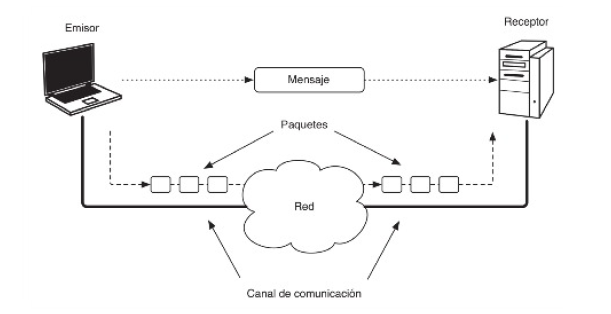 Emisor
Receptor
Mensaje
Paquetes
Red
Canal de comunicación